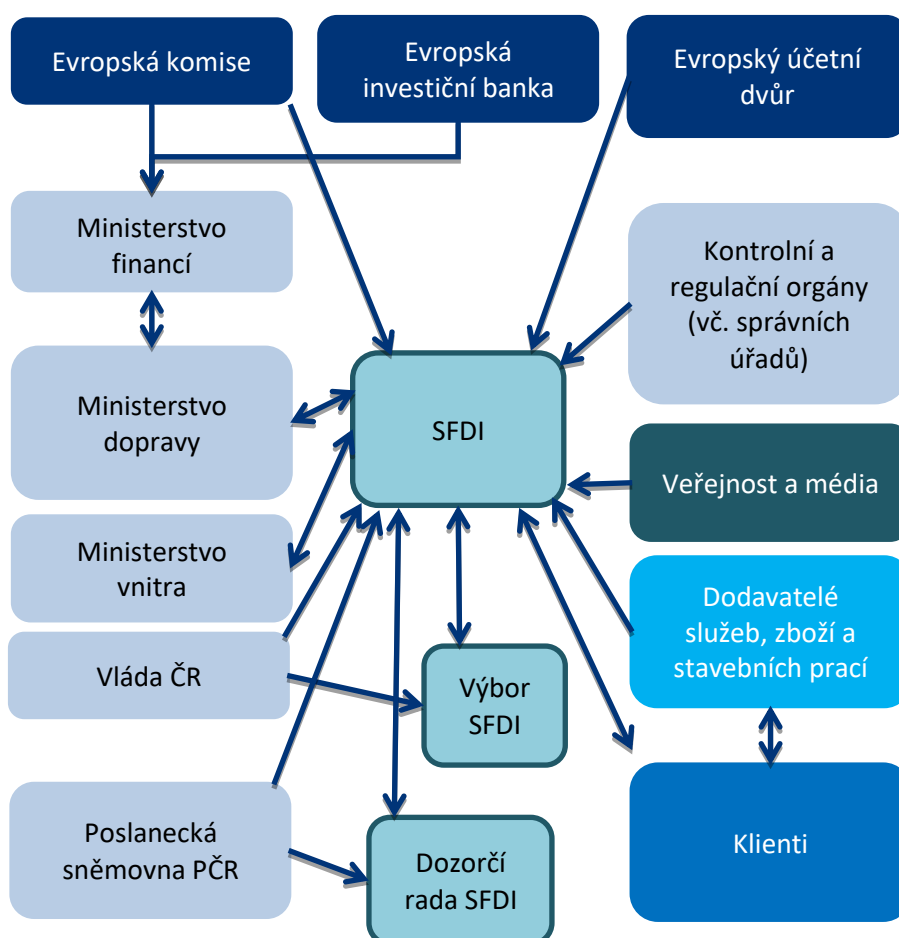 Evropská komise
Evropská
investiční banka
Evropský účetní
dvůr
Ministerstvo
financí
Kontrolní a
regulační orgány
(vč. správních
úřadů)
Ministerstvo
dopravy
SFDI
Veřejnost a média
Ministerstvo
vnitra
Dodavatelé
služeb, zboží a
stavebních prací
Vláda ČR
Výbor
SFDI
Poslanecká
sněmovna PČR
Dozorčí
rada SFDI
Klienti